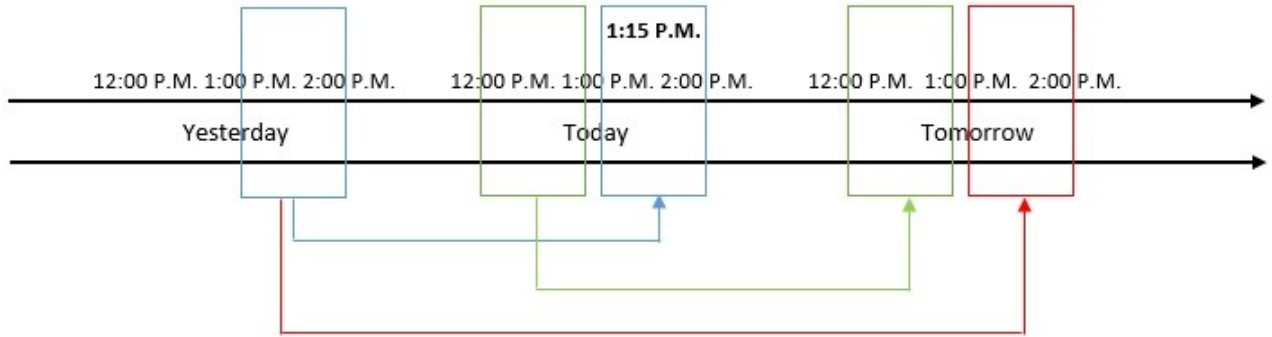 1:15 P.M.
12:00 P.M. 1:00 P.M. 2:00 P.M. 12:00 P.M. 1:00 P.M. 2:00 P.M. 12:00 P.M. 1:00 P.M. 2:00 P.M.
Yesterday Today Tomorrow